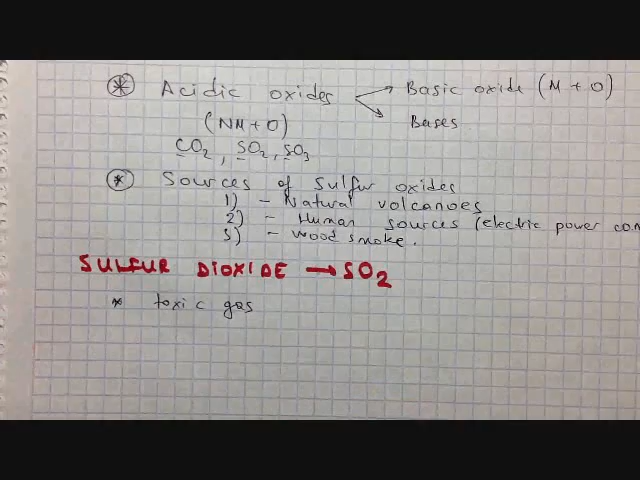 * Acidic oxides → Basic oxide (M + O)
→ Bases
(NM + O)
CO2, SO2, SO3
* Sources of sulfur oxides
1) - Natural volcanoes
2) - Human sources (electric power com
3) - wood smoke.
SULFUR DIOXIDE → SO2
* toxic gas